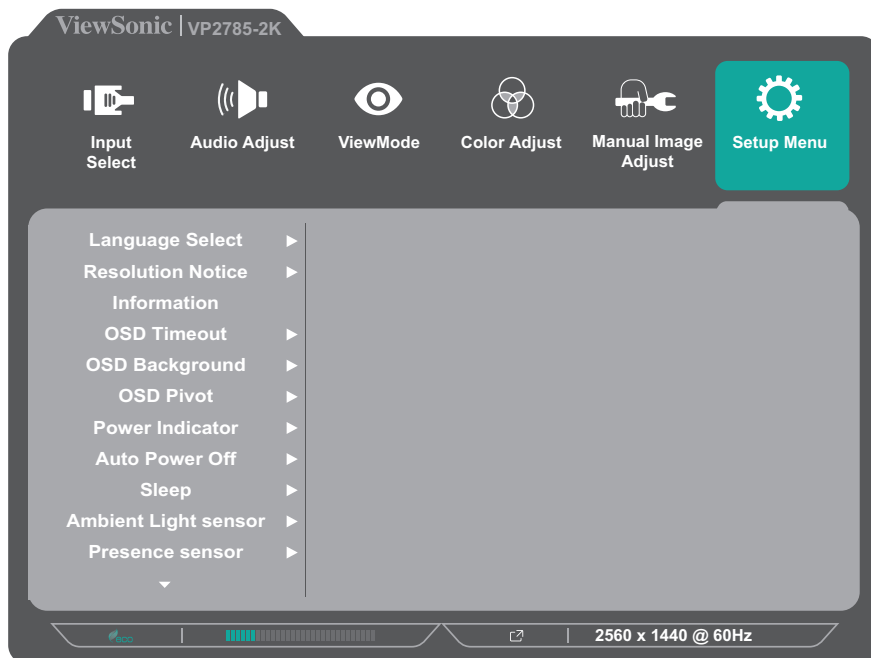 ViewSonic | VP2785-2K
Input
Select
Audio Adjust
ViewMode
Color Adjust
Manual Image
Adjust
Setup Menu
Language Select
Resolution Notice
Information
OSD Timeout
OSD Background
OSD Pivot
Power Indicator
Auto Power Off
Sleep
Ambient Light sensor
Presence sensor
eco
2560 x 1440 @ 60Hz